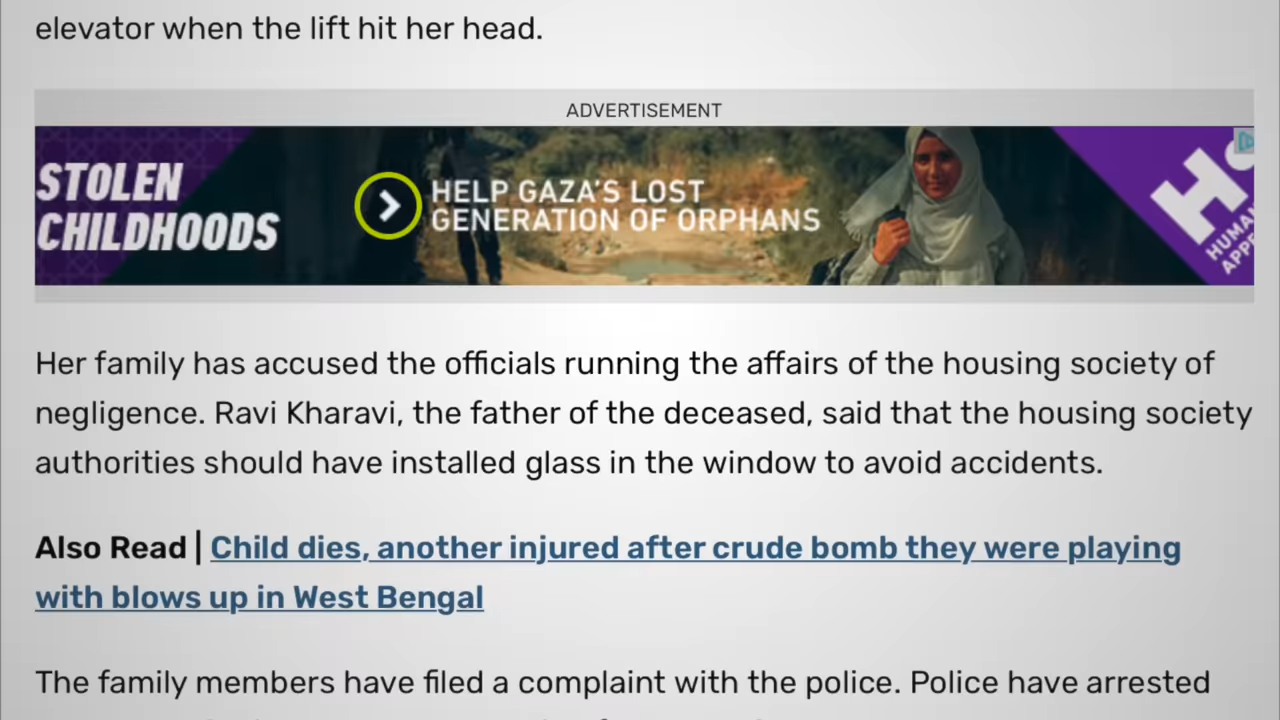 elevator when the lift hit her head.
ADVERTISEMENT
STOLEN
CHILDHOODS
HELP GAZA'S LOST
GENERATION OF ORPHANS
HUMAN
Her family has accused the officials running the affairs of the housing society of
negligence. Ravi Kharavi, the father of the deceased, said that the housing society
authorities should have installed glass in the window to avoid accidents.
Also Read | Child dies, another injured after crude bomb they were playing
with blows up in West Bengal
The family members have filed a complaint with the police. Police have arrested